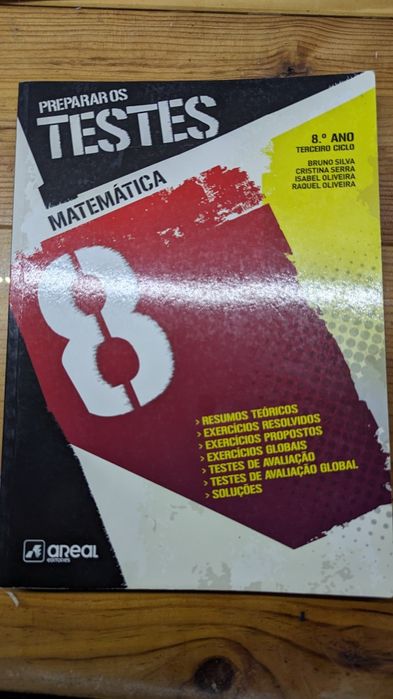 PREPARAR OS
TESTES
MATEMÁTICA
8.º ANO
TERCEIRO CICLO
BRUNO SILVA
CRISTINA SERRA
ISABEL OLIVEIRA
RAQUEL OLIVEIRA
8
> RESUMOS TEÓRICOS
> EXERCÍCIOS RESOLVIDOS
> EXERCÍCIOS PROPOSTOS
> EXERCÍCIOS GLOBAIS
> TESTES DE AVALIAÇÃO
> TESTES DE AVALIAÇÃO GLOBAL
> SOLUÇÕES
areal
EDITORES